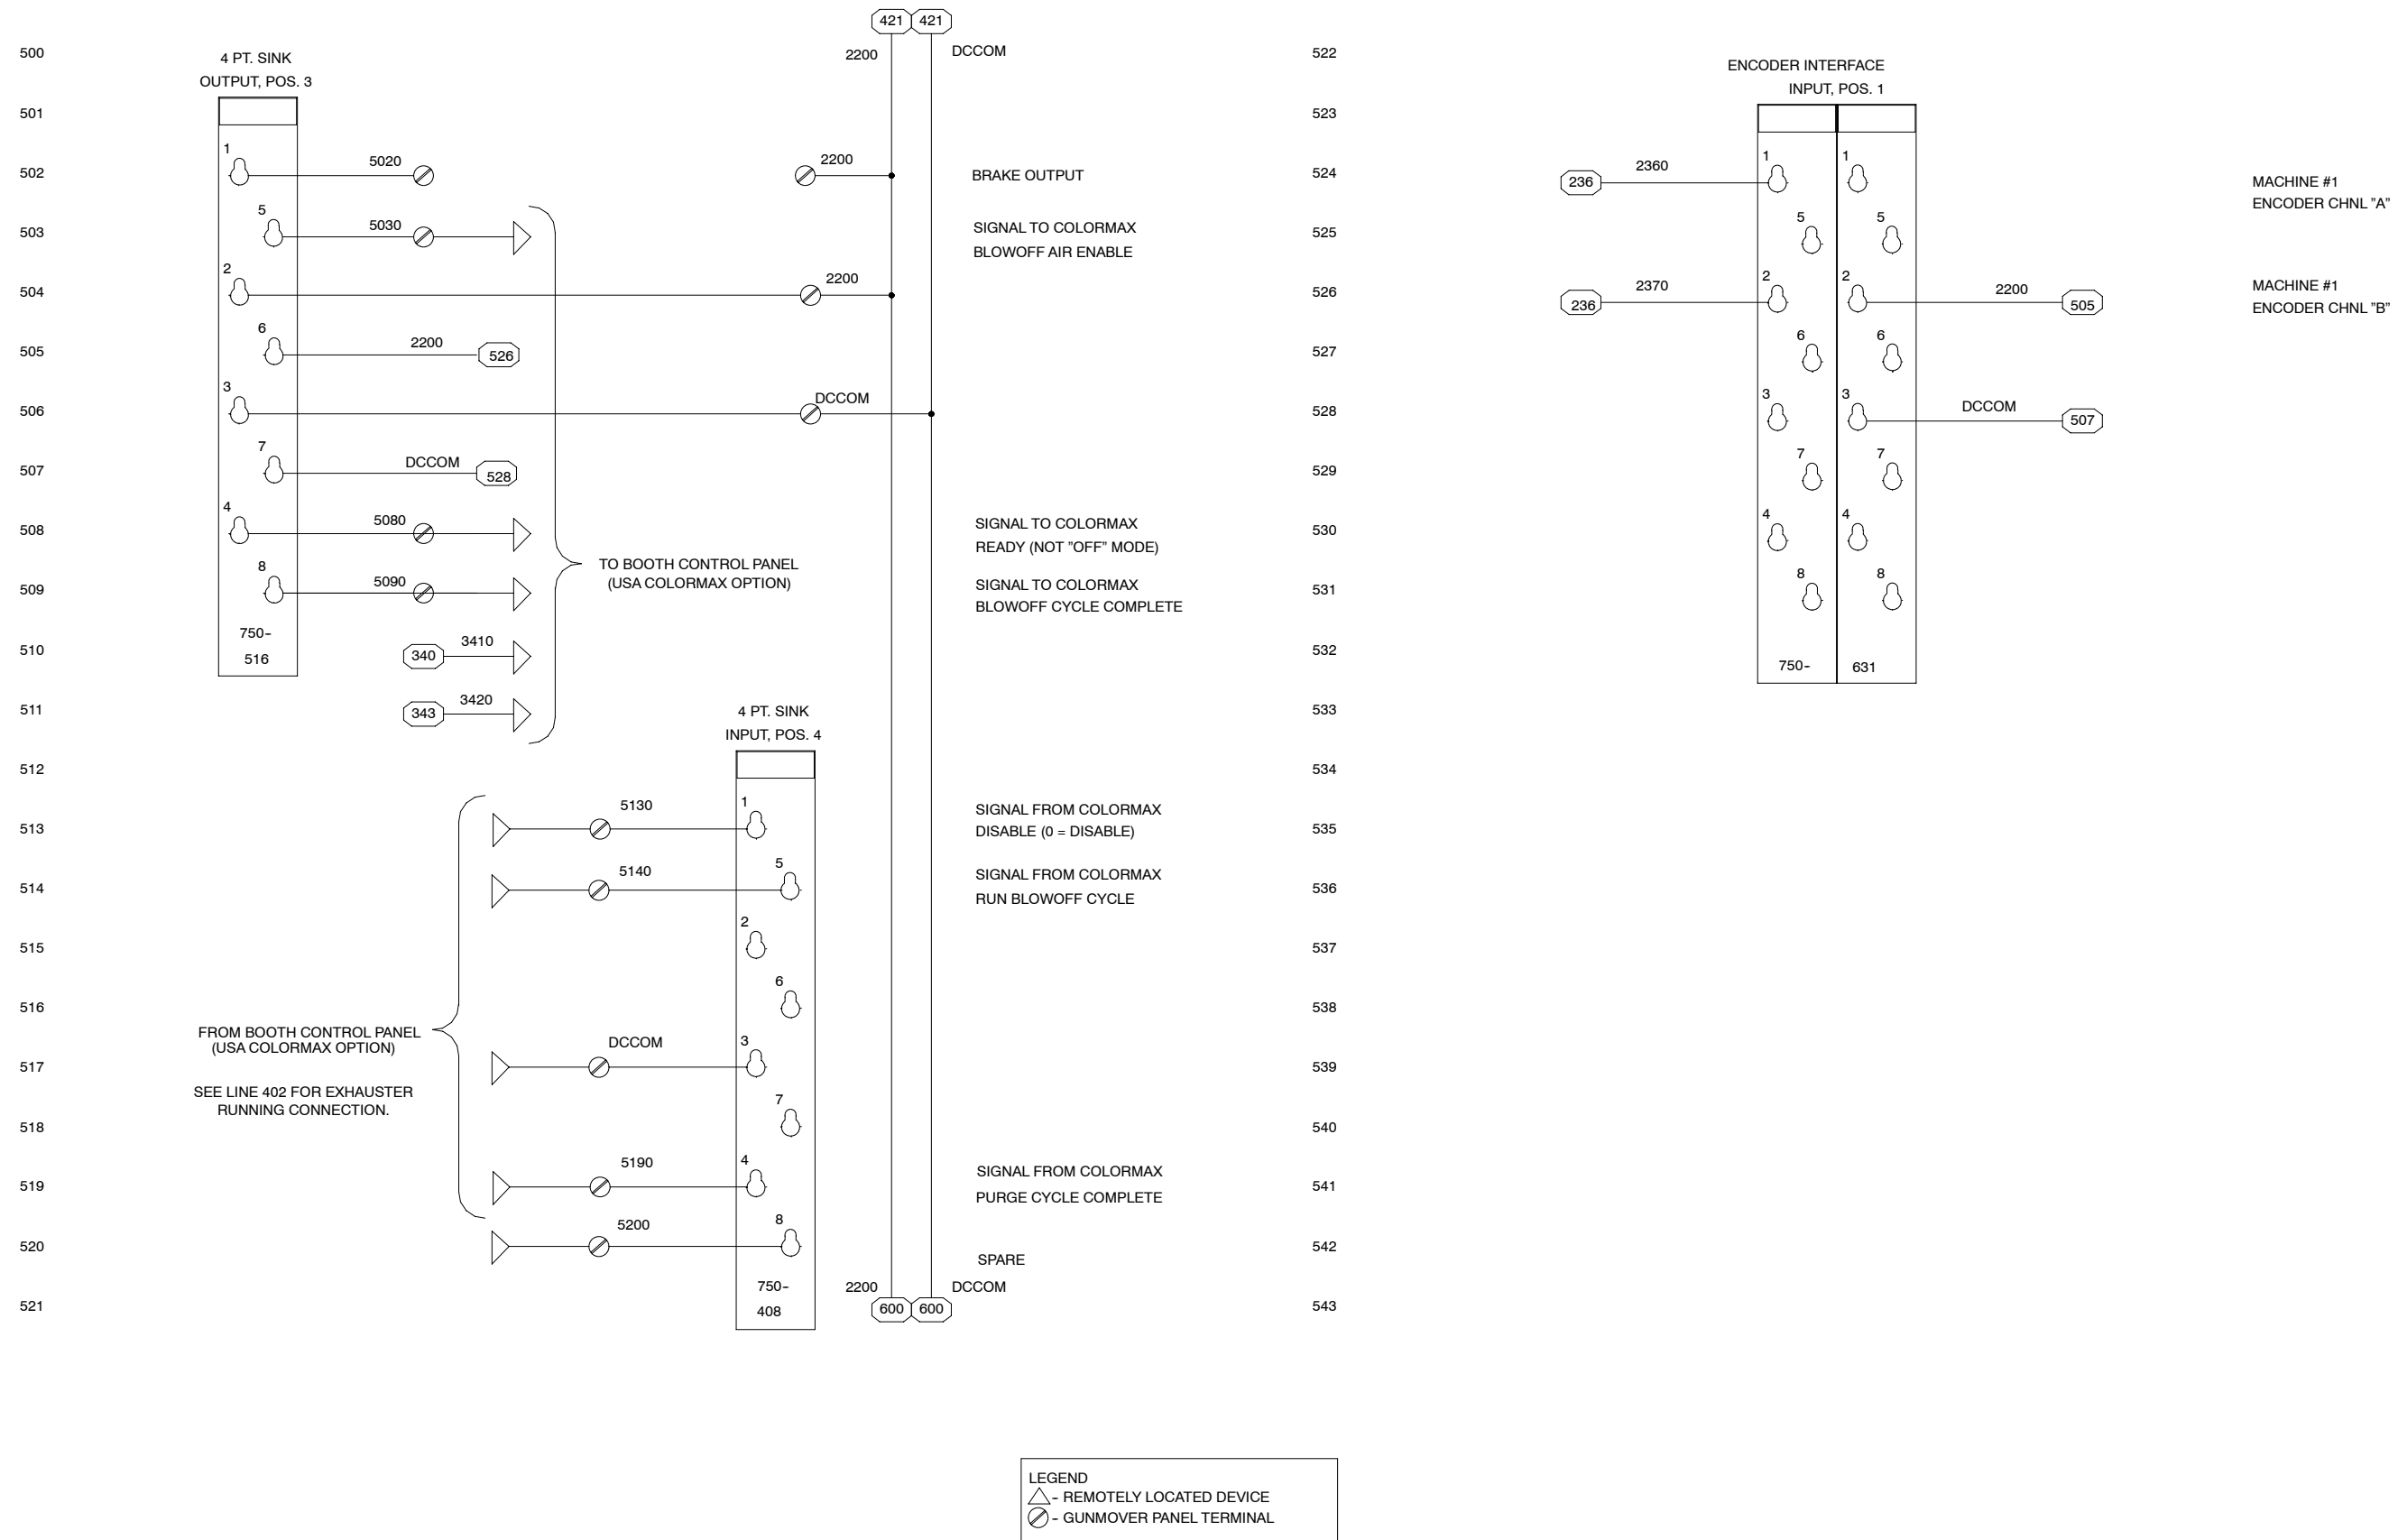 421 421
500
2200
DCCOM
4 PT. SINK
OUTPUT, POS. 3
501
1
502
5020
2200
BRAKE OUTPUT
5
503
5030
SIGNAL TO COLORMAX
BLOWOFF AIR ENABLE
2
504
2200
6
505
2200
526
3
506
DCCOM
7
507
DCCOM
528
4
508
5080
SIGNAL TO COLORMAX
READY (NOT ”OFF” MODE)
TO BOOTH CONTROL PANEL
(USA COLORMAX OPTION)
8
509
5090
SIGNAL TO COLORMAX
BLOWOFF CYCLE COMPLETE
750-
516
510
340
3410
511
343
3420
4 PT. SINK
INPUT, POS. 4
512
1
513
5130
SIGNAL FROM COLORMAX
DISABLE (0 = DISABLE)
5
514
5140
SIGNAL FROM COLORMAX
RUN BLOWOFF CYCLE
2
515
6
516
FROM BOOTH CONTROL PANEL
(USA COLORMAX OPTION)
3
517
DCCOM
SEE LINE 402 FOR EXHAUSTER
RUNNING CONNECTION.
7
518
4
519
5190
SIGNAL FROM COLORMAX
PURGE CYCLE COMPLETE
8
520
5200
SPARE
750-
408
2200
DCCOM
521
600 600
522
ENCODER INTERFACE
INPUT, POS. 1
523
1 1
524
236
2360
MACHINE #1
ENCODER CHNL ”A”
5 5
525
2 2
526
236
2370
2200
505
MACHINE #1
ENCODER CHNL ”B”
6 6
527
3 3
528
DCCOM
507
7 7
529
4 4
530
8 8
531
532
750- 631
533
534
535
536
537
538
539
540
541
542
543
LEGEND
- REMOTELY LOCATED DEVICE
- GUNMOVER PANEL TERMINAL